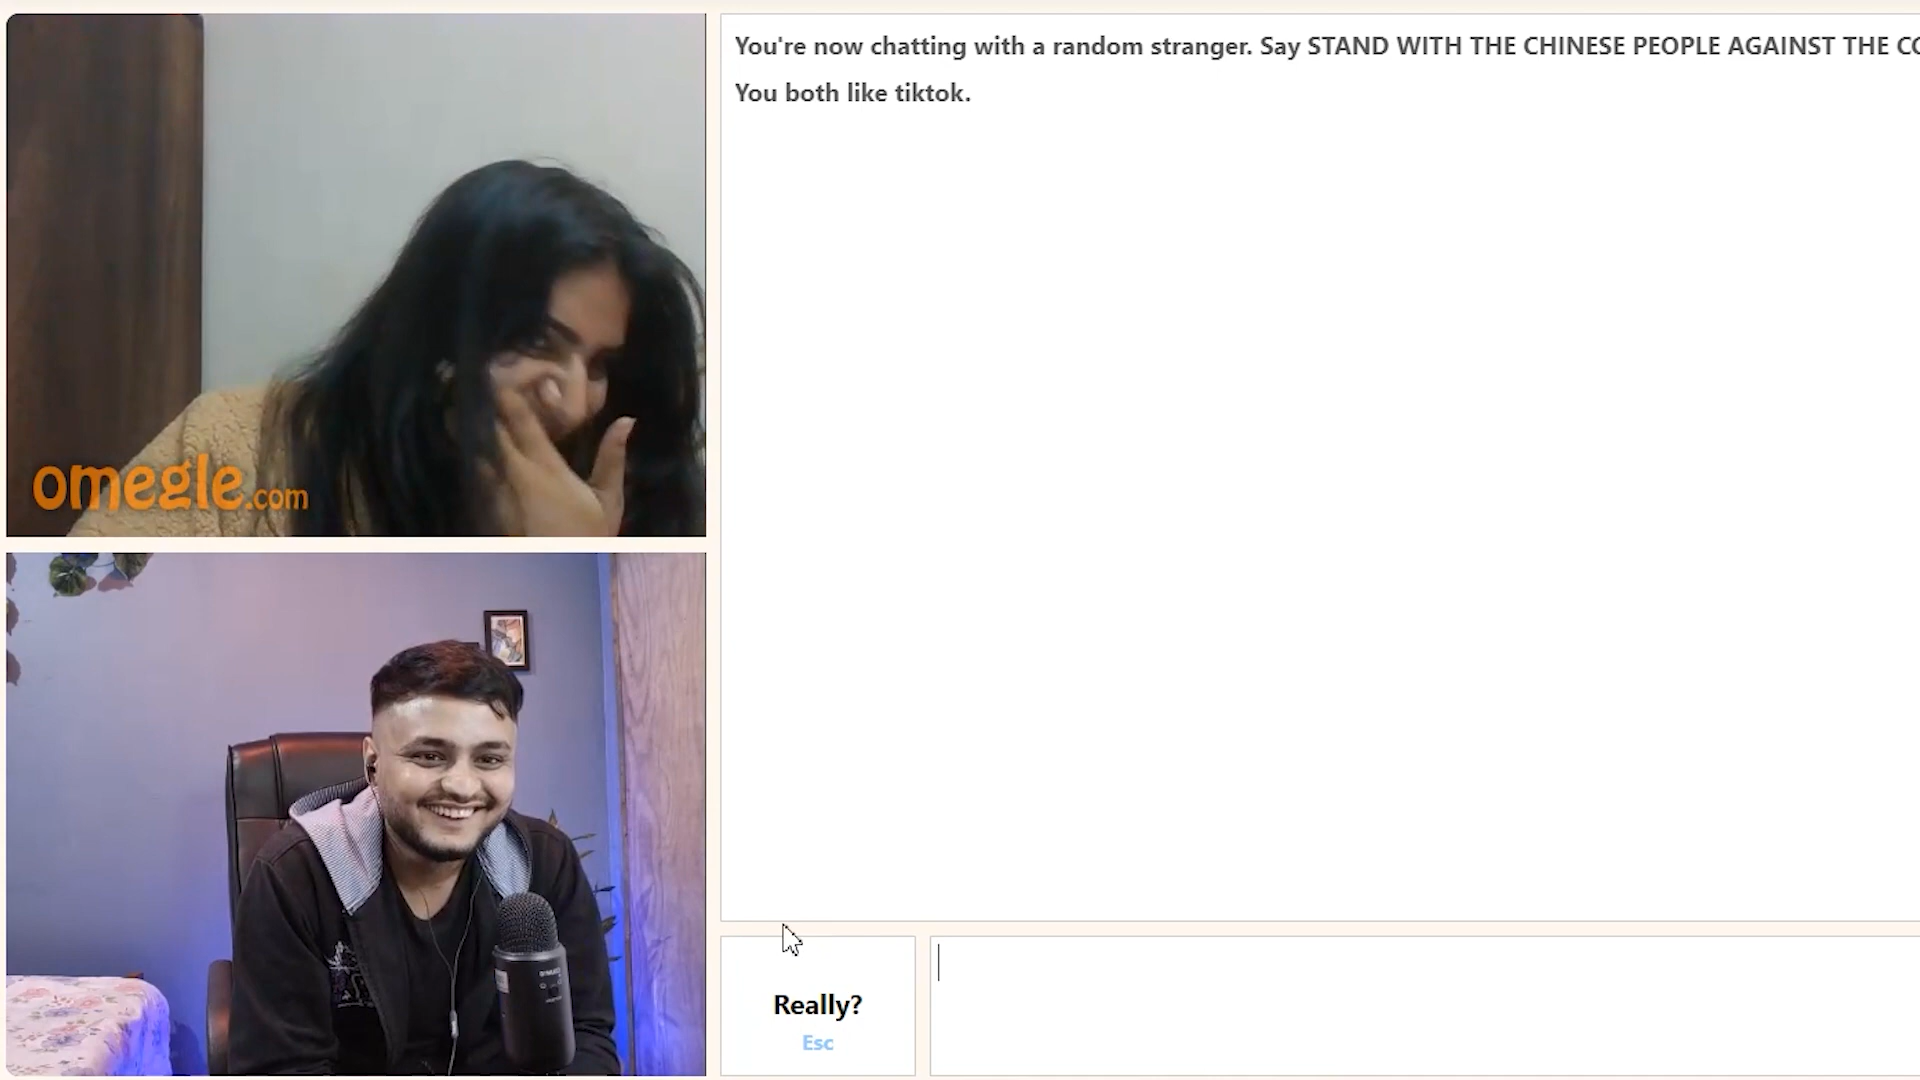 You're now chatting with a random stranger. Say STAND WITH THE CHINESE PEOPLE AGAINST THE
You both like tiktok.
omegle.com
Really?
Esc